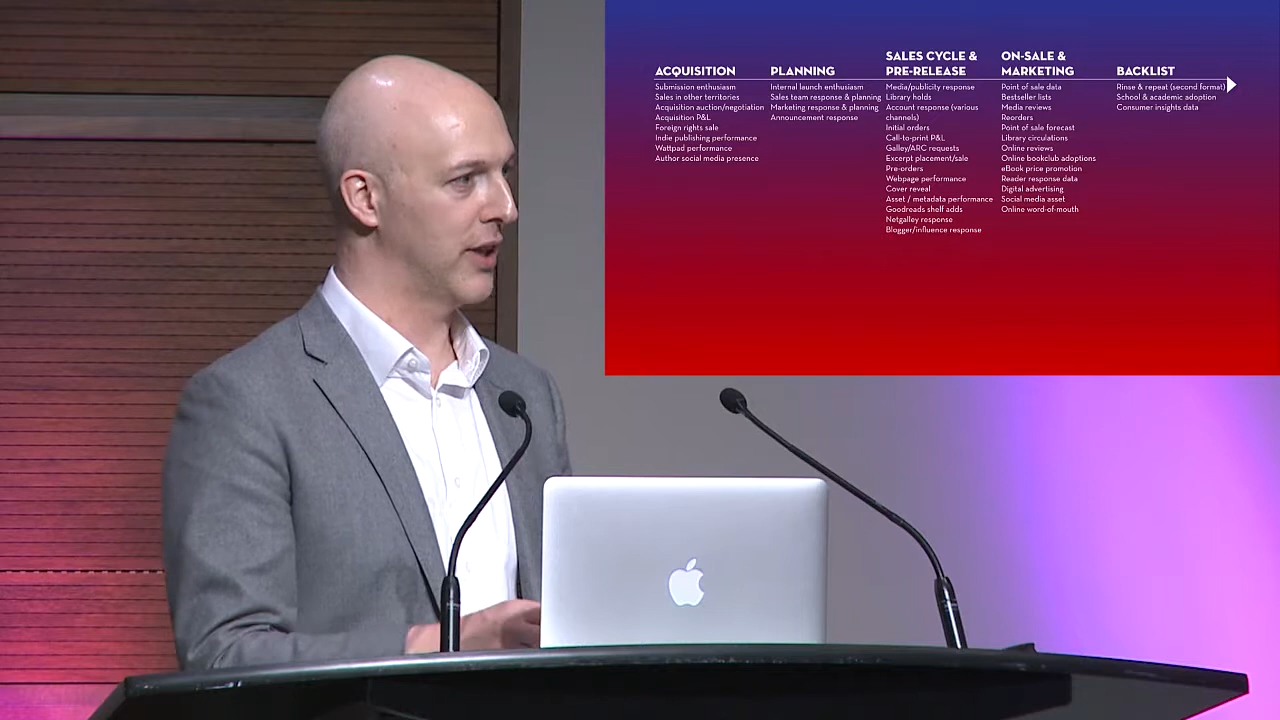 ACQUISITION
Submission enthusiasm
Sales in other territories
Acquisition auction/negotiation
Acquisition P&L
Foreign rights sale
Indie publishing performance
Wattpad performance
Author social media presence
PLANNING
Internal launch enthusiasm
Sales team response & planning
Marketing response & planning
Announcement response
SALES CYCLE &
PRE-RELEASE
Media/publicity response
Library holds
Account response (various
channels)
Initial orders
Call-to-print P&L
Galley/ARC requests
Excerpt placement/sale
Pre-orders
Webpage performance
Cover reveal
Asset / metadata performance
Goodreads shelf adds
Netgalley response
Blogger/influence response
ON-SALE &
MARKETING
Point of sale data
Bestseller lists
Media reviews
Reorders
Point of sale forecast
Library circulations
Online reviews
Online bookclub adoptions
eBook price promotion
Reader response data
Digital advertising
Social media asset
Online word-of-mouth
BACKLIST
Rinse & repeat (second format)
School & academic adoption
Consumer insights data